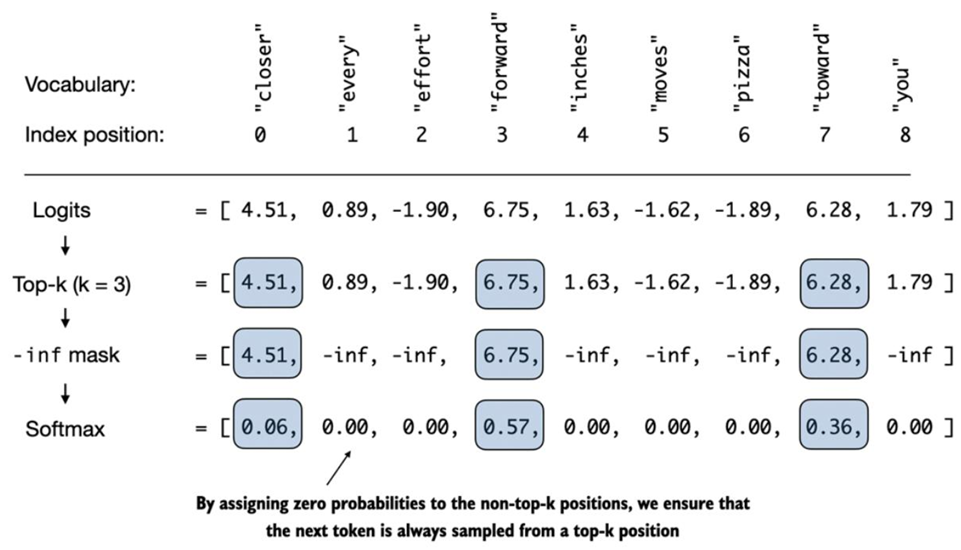 Vocabulary: "closer" "every" "effort" "forward" "inches" "moves" "pizza" "toward" "you"
Index position: 0 1 2 3 4 5 6 7 8
Logits = [ 4.51, 0.89, -1.90, 6.75, 1.63, -1.62, -1.89, 6.28, 1.79 ]
Top-k (k = 3) = [ 4.51, 0.89, -1.90, 6.75, 1.63, -1.62, -1.89, 6.28, 1.79 ]
-inf mask = [ 4.51, -inf, -inf, 6.75, -inf, -inf, -inf, 6.28, -inf ]
Softmax = [ 0.06, 0.00, 0.00, 0.57, 0.00, 0.00, 0.00, 0.36, 0.00 ]
By assigning zero probabilities to the non-top-k positions, we ensure that
the next token is always sampled from a top-k position